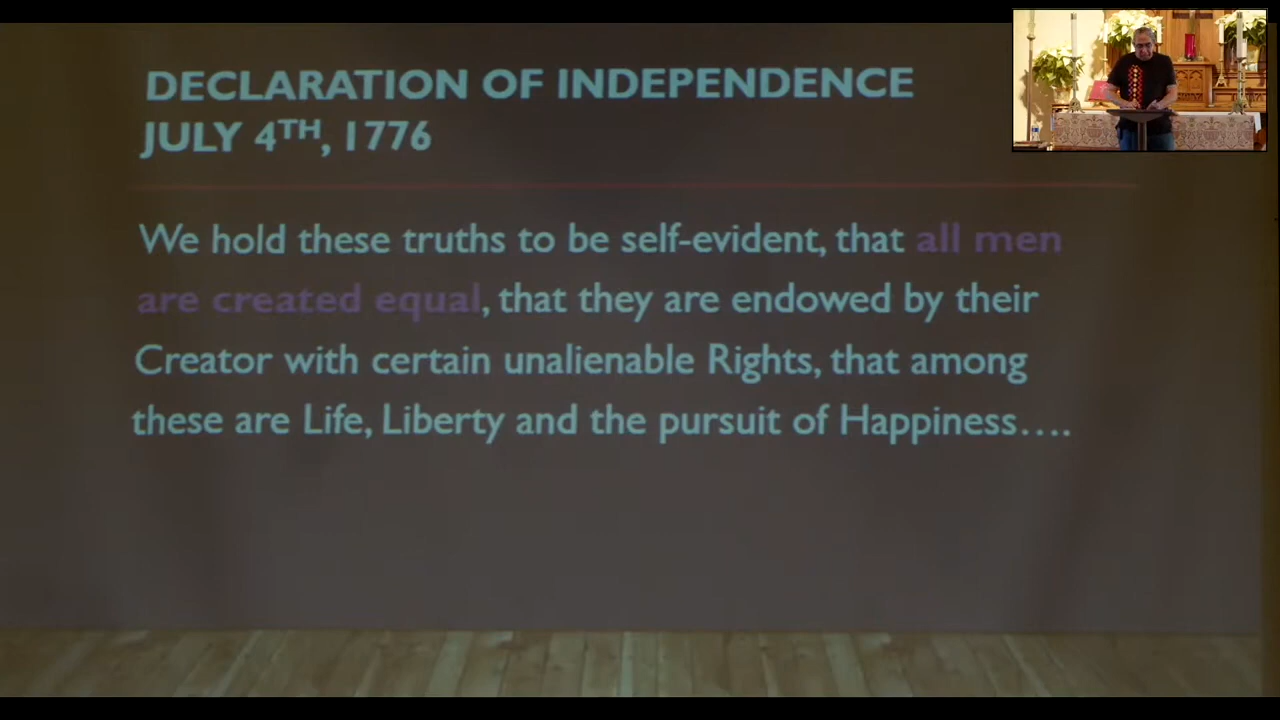 DECLARATION OF INDEPENDENCE
JULY 4TH, 1776
We hold these truths to be self-evident, that all men
are created equal, that they are endowed by their
Creator with certain unalienable Rights, that among
these are Life, Liberty and the pursuit of Happiness….